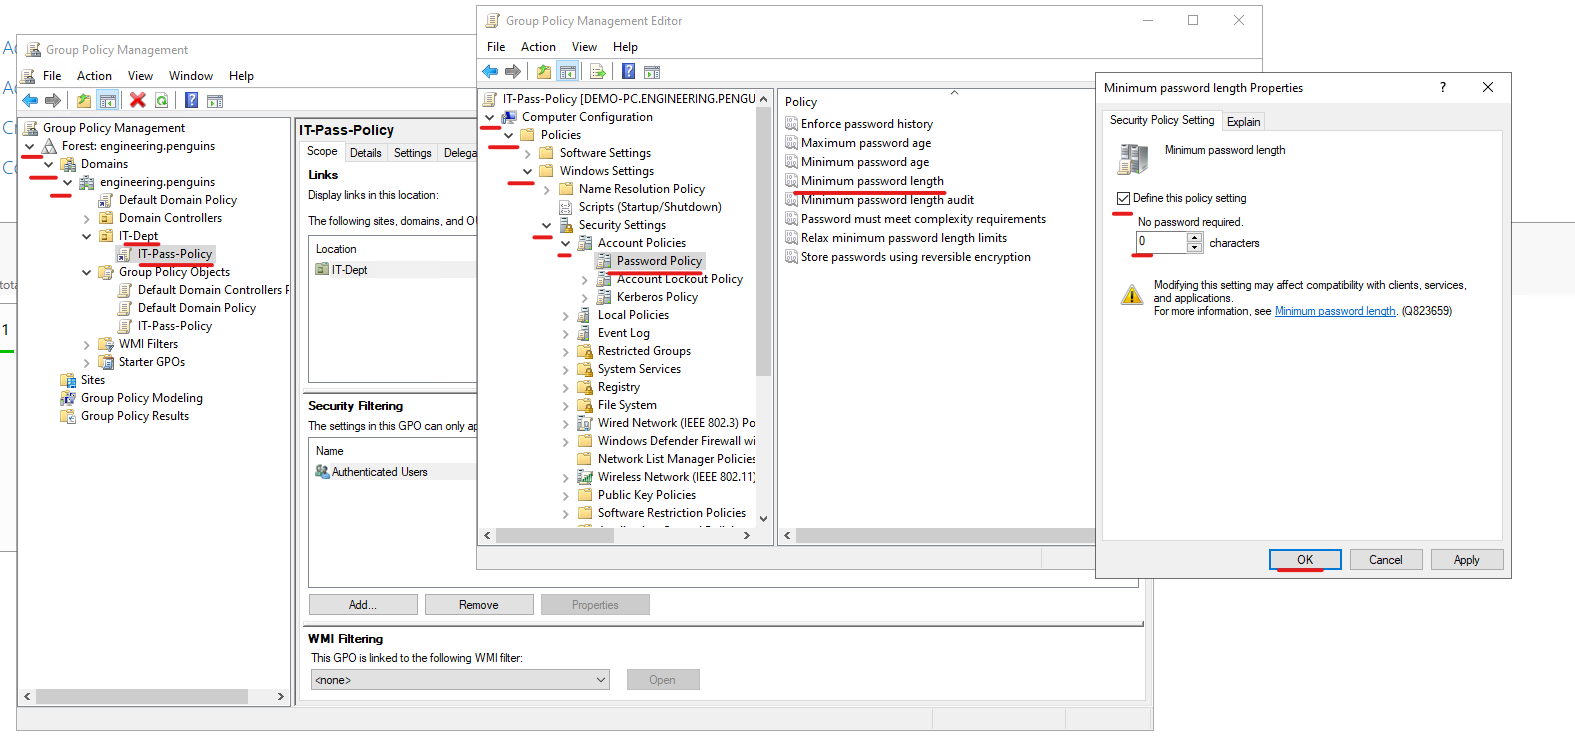 Group Policy Management
File Action View Window Help
Group Policy Management
Forest: engineering.penguins
Domains
engineering.penguins
Default Domain Policy
Domain Controllers
IT-Dept
IT-Pass-Policy
Group Policy Objects
Default Domain Controllers P
Default Domain Policy
IT-Pass-Policy
WMI Filters
Starter GPOs
Sites
Group Policy Modeling
Group Policy Results
IT-Pass-Policy
Scope Details Settings Delega
Links
Display links in this location:
The following sites, domains, and OU
Location
IT-Dept
Security Filtering
The settings in this GPO can only ap
Name
Authenticated Users
Add... Remove Properties
WMI Filtering
This GPO is linked to the following WMI filter:
<none> Open
Group Policy Management Editor
File Action View Help
IT-Pass-Policy [DEMO-PC.ENGINEERING.PENGU
Computer Configuration
Policies
Software Settings
Windows Settings
Name Resolution Policy
Scripts (Startup/Shutdown)
Security Settings
Account Policies
Password Policy
Account Lockout Policy
Kerberos Policy
Local Policies
Event Log
Restricted Groups
System Services
Registry
File System
Wired Network (IEEE 802.3) Po
Windows Defender Firewall wi
Network List Manager Policies
Wireless Network (IEEE 802.11)
Public Key Policies
Software Restriction Policies
Policy
Enforce password history
Maximum password age
Minimum password age
Minimum password length
Minimum password length audit
Password must meet complexity requirements
Relax minimum password length limits
Store passwords using reversible encryption
Minimum password length Properties
Security Policy Setting Explain
Minimum password length
Define this policy setting
No password required.
0 characters
Modifying this setting may affect compatibility with clients, services,
and applications.
For more information, see Minimum password length. (Q823659)
OK Cancel Apply
1